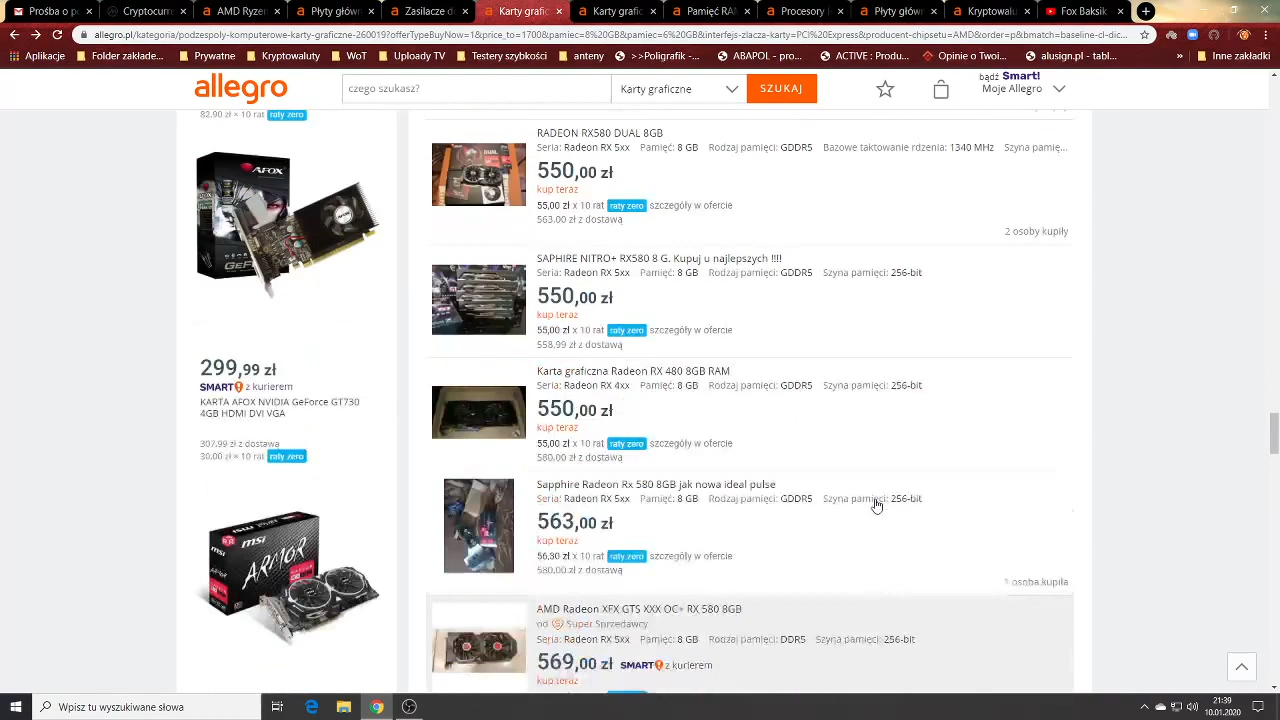 Prośba o p
Cryptocurre
AMD Ryzen
Płyty główn
Zasilacze do
Karty grafic
Karty grafic
Pamięć RA
Procesory I
Płyty główn
Kryptowalu
Fox Baksik
allegro.pl/kategoria/podzespoly-komputerowe-karty-graficzne-260019?offerTypeBuyNow=1&price_to=1700&pamiec=8%20GB&pamiec=6%20GB&rodzaj-zlacza-karty=PCI%20Express&producent-chipsetu=AMD&order=p&bmatch=baseline-cl-dic...
Aplikacje
Kryptowaluty
WoT
Uploady TV
Testery szybkości
anteny
>>Poligrafik -...
ABAPOL -...
ACTIVE : Produkt...
Opinie o Twoi...
alusign.pl - tabl...
Inne zakładki
allegro
czego szukasz?
Karty graficzne
SZUKAJ
bądź Smart!
Moje Allegro
82,90 zł × 10 rat raty zero
AFOX
299,99 zł
SMART! z kurierem
KARTA AFOX NVIDIA GeForce GT730
4GB HDMI DVI VGA
307,99 zł z dostawą
30,00 zł × 10 rat raty zero
msi
ARMOR
RADEON RX580 DUAL 8GB
Seria: Radeon RX 5xx Pamięć: 8 GB Rodzaj pamięci: GDDR5 Bazowe taktowanie rdzenia: 1340 MHz Szyna pamię...
550,00 zł
kup teraz
55,00 zł x 10 rat raty zero szczegóły w ofercie
563,00 zł z dostawą
2 osoby kupiły
SAPHIRE NITRO+ RX580 8 G. Kupuj u najlepszych !!!!
Seria: Radeon RX 5xx Pamięć: 8 GB Rodzaj pamięci: GDDR5 Szyna pamięci: 256-bit
550,00 zł
kup teraz
55,00 zł x 10 rat raty zero szczegóły w ofercie
558,99 zł z dostawą
Karta graficzna Radeon RX 480 8GB RAM
Seria: Radeon RX 4xx Pamięć: 8 GB Rodzaj pamięci: GDDR5 Szyna pamięci: 256-bit
550,00 zł
kup teraz
55,00 zł x 10 rat raty zero szczegóły w ofercie
580,00 zł z dostawą
Sapphire Radeon Rx 580 8GB jak nowa ideal pulse
Seria: Radeon RX 5xx Pamięć: 8 GB Rodzaj pamięci: GDDR5 Szyna pamięci: 256-bit
563,00 zł
kup teraz
56,30 zł x 10 rat raty zero szczegóły w ofercie
580,00 zł z dostawą
1 osoba kupiła
AMD Radeon XFX GTS XXX OC+ RX 580 8GB
od Super Sprzedawcy
Seria: Radeon RX 5xx Pamięć: 8 GB Rodzaj pamięci: DDR5 Szyna pamięci: 256-bit
569,00 zł SMART! z kurierem
kup teraz
Wpisz tu wyszukiwane słowa
21:39
10.01.2020